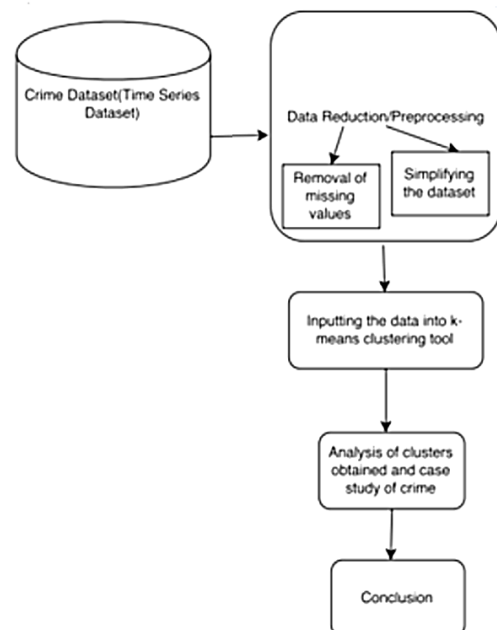 Crime Dataset(Time Series
Dataset)
Data Reduction/Preprocessing
Removal of
missing
values
Simplifying
the dataset
Inputting the data into k-
means clustering tool
Analysis of clusters
obtained and case
study of crime
Conclusion